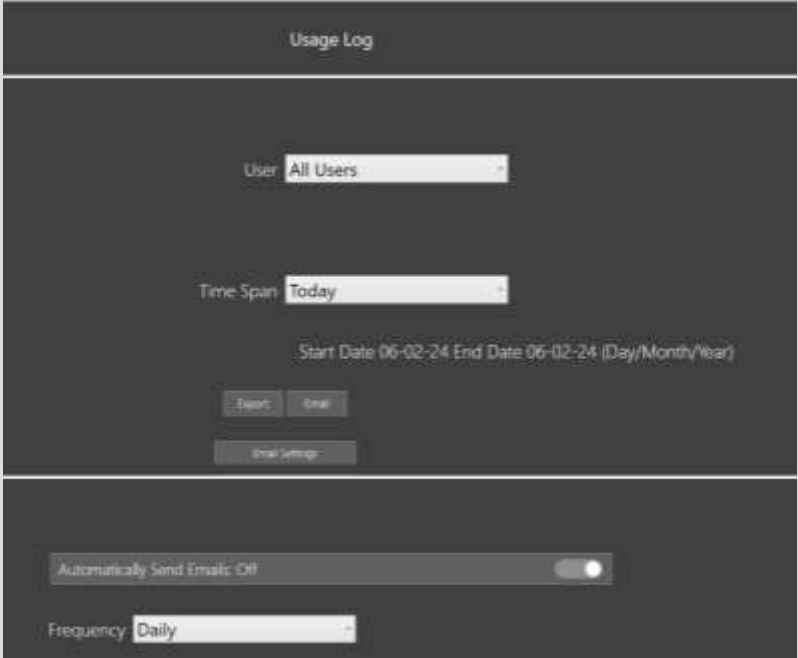 Usage Log
User All Users
Time Span Today
Start Date 06-02-24 End Date 06-02-24 (Day/Month/Year)
Export Email
Email Settings
Automatically Send Emails: Off
Frequency Daily